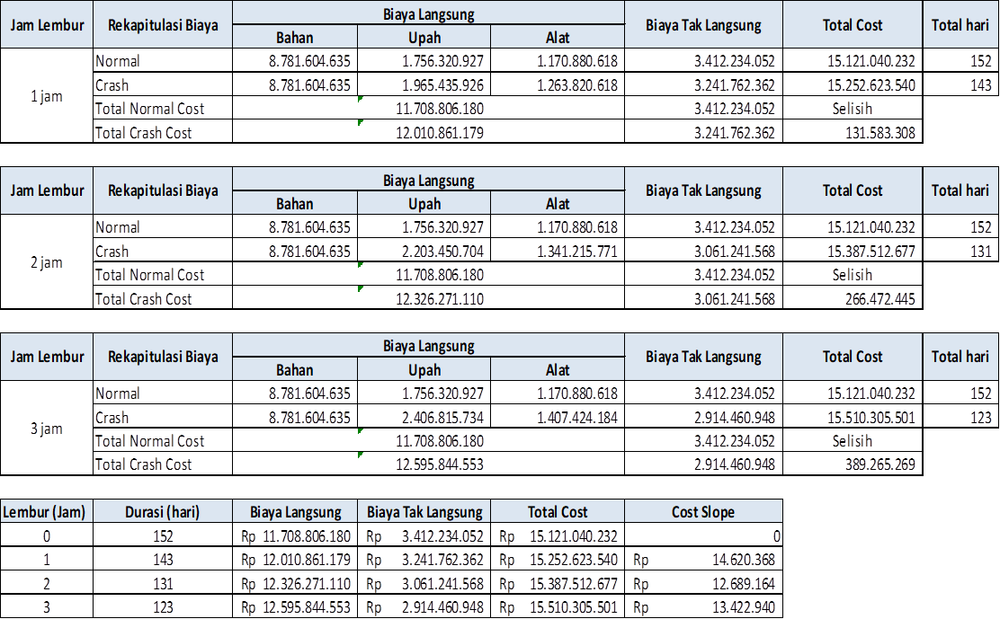 Jam Lembur Rekapitulasi Biaya Biaya Langsung Biaya Tak Langsung Total Cost Total hari
Bahan Upah Alat
1 jam
Normal 8.781.604.635 1.756.320.927 1.170.880.618 3.412.234.052 15.121.040.232 152
Crash 8.781.604.635 1.965.435.926 1.263.820.618 3.241.762.362 15.252.623.540 143
Total Normal Cost 11.708.806.180 3.412.234.052 Selisih
Total Crash Cost 12.010.861.179 3.241.762.362 131.583.308
Jam Lembur Rekapitulasi Biaya Biaya Langsung Biaya Tak Langsung Total Cost Total hari
Bahan Upah Alat
2 jam
Normal 8.781.604.635 1.756.320.927 1.170.880.618 3.412.234.052 15.121.040.232 152
Crash 8.781.604.635 2.203.450.704 1.341.215.771 3.061.241.568 15.387.512.677 131
Total Normal Cost 11.708.806.180 3.412.234.052 Selisih
Total Crash Cost 12.326.271.110 3.061.241.568 266.472.445
Jam Lembur Rekapitulasi Biaya Biaya Langsung Biaya Tak Langsung Total Cost Total hari
Bahan Upah Alat
3 jam
Normal 8.781.604.635 1.756.320.927 1.170.880.618 3.412.234.052 15.121.040.232 152
Crash 8.781.604.635 2.406.815.734 1.407.424.184 2.914.460.948 15.510.305.501 123
Total Normal Cost 11.708.806.180 3.412.234.052 Selisih
Total Crash Cost 12.595.844.553 2.914.460.948 389.265.269
Lembur (Jam) Durasi (hari) Biaya Langsung Biaya Tak Langsung Total Cost Cost Slope
0 152 Rp 11.708.806.180 Rp 3.412.234.052 Rp 15.121.040.232 0
1 143 Rp 12.010.861.179 Rp 3.241.762.362 Rp 15.252.623.540 Rp 14.620.368
2 131 Rp 12.326.271.110 Rp 3.061.241.568 Rp 15.387.512.677 Rp 12.689.164
3 123 Rp 12.595.844.553 Rp 2.914.460.948 Rp 15.510.305.501 Rp 13.422.940